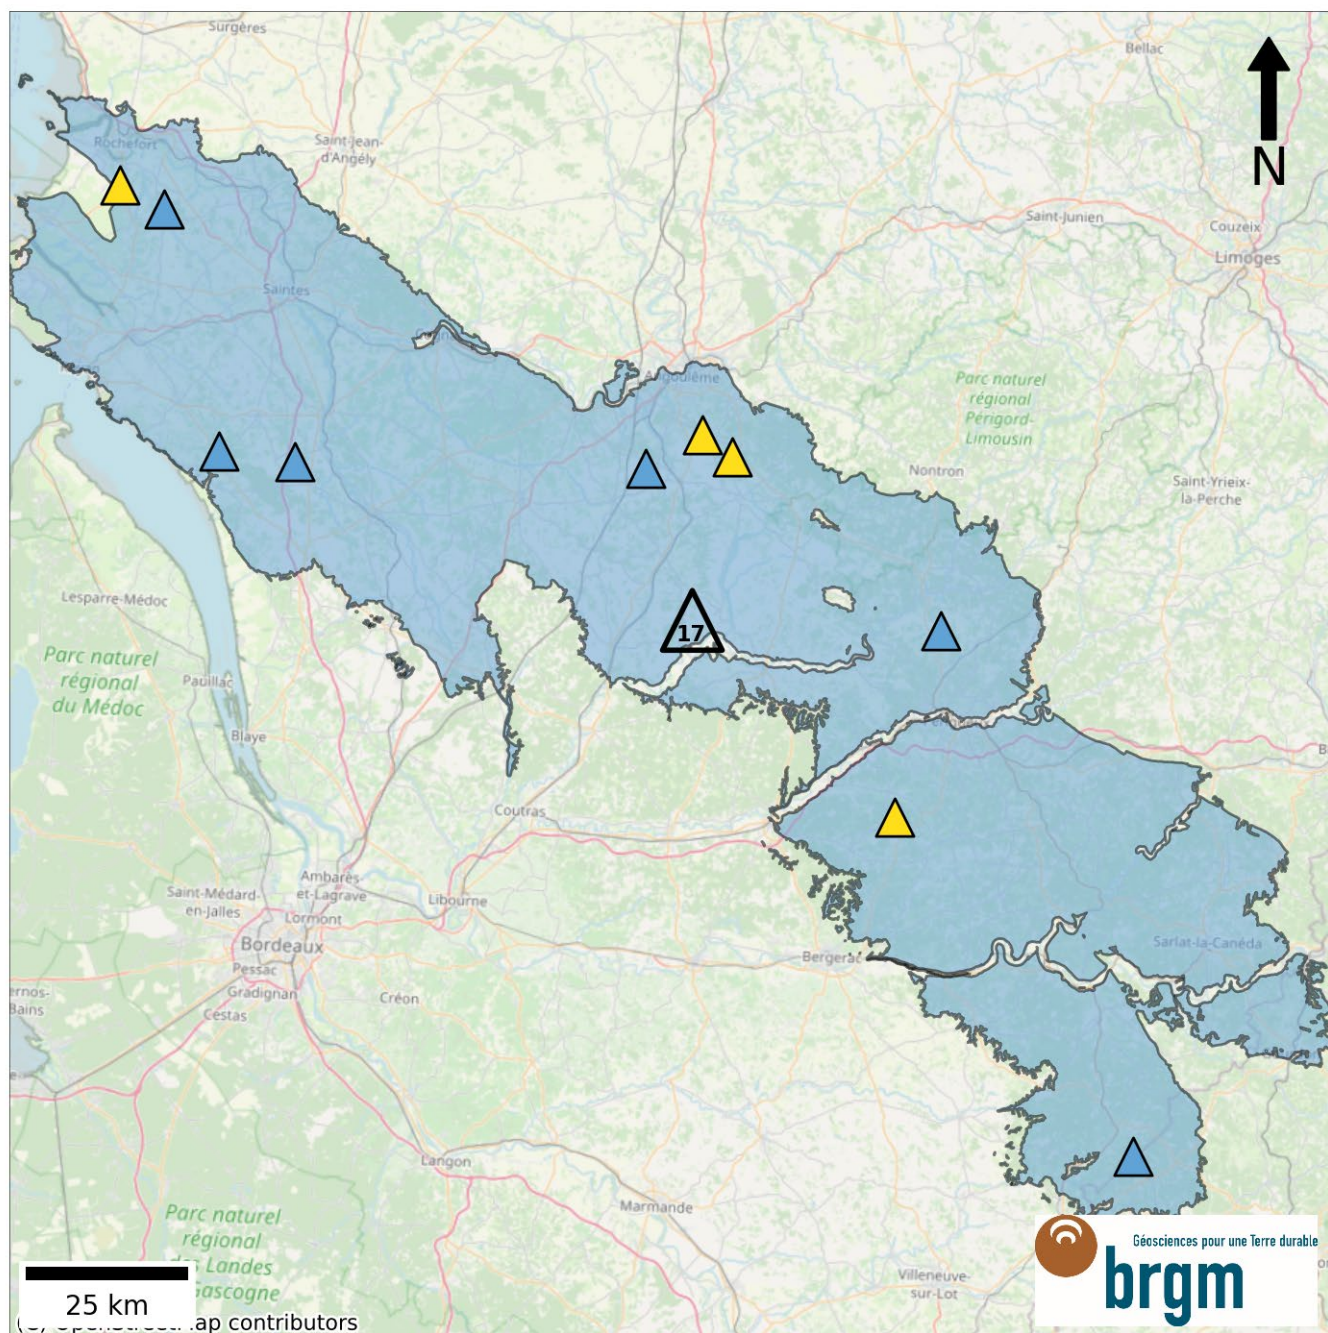 Surgères
Bellac
N
Rochefort
Saint-Jean-
d'Angély
Saint-Junien
Couzeix
Limoges
Saintes
Angoulême
Parc naturel
régional
Périgord-
Limousin
Nontron
Saint-Yrieix-
la-Perche
Lesparre-Médoc
17
Parc naturel
régional
du Médoc
Pauillac
Blaye
Coutras
Ambarès
et-Lagrave
Saint-Médard-
en-Jalles
Libourne
Lormont
Bordeaux
Sarlat-la-Canéda
Bergerac
Pessac
Gradignan
Créon
Cestas
Langon
Marmande
Parc naturel
régional
des Landes
Gascogne
Géosciences pour une Terre durable
brgm
Villeneuve-
sur-Lot
25 km
contributors